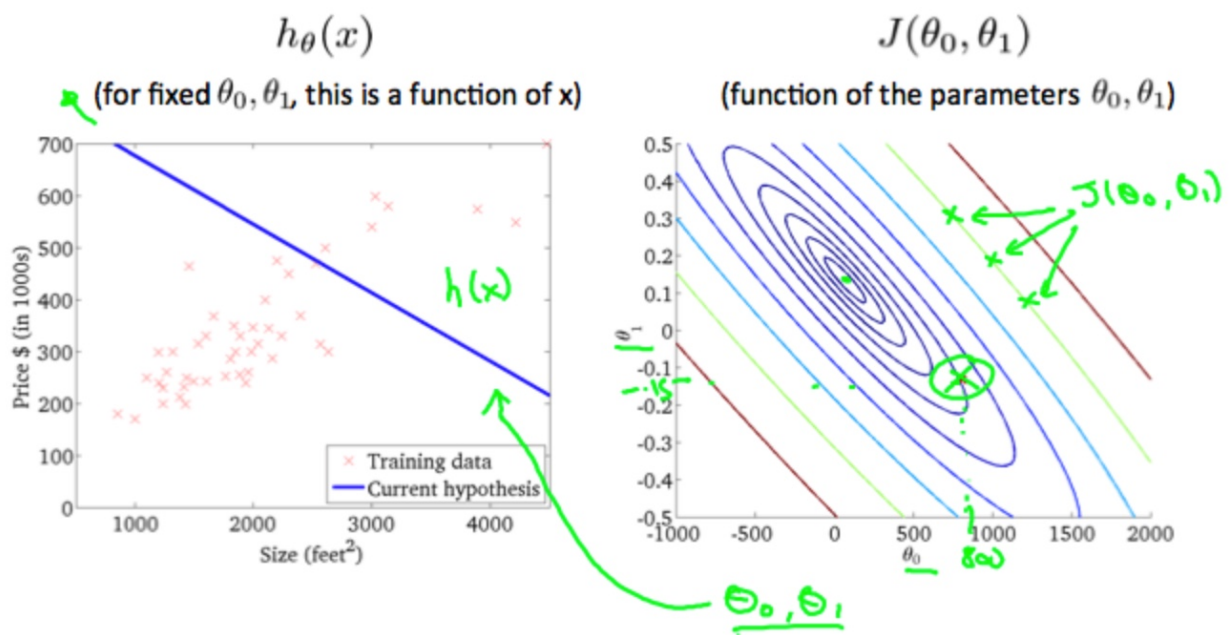 hθ(x)
(for fixed θ0, θ1, this is a function of x)
700
600
500
400
300
200
100
0
Price $ (in 1000s)
h(x)
Training data
Current hypothesis
1000
2000
3000
4000
Size (feet²)
θ0, θ1
J(θ0, θ1)
(function of the parameters θ0, θ1)
0.5
0.4
0.3
0.2
0.1
0
-0.1
-.15
-0.2
-0.3
-0.4
-0.5
θ1
J(θ0, θ1)
-1000
-500
0
500
1000
1500
2000
θ0
800